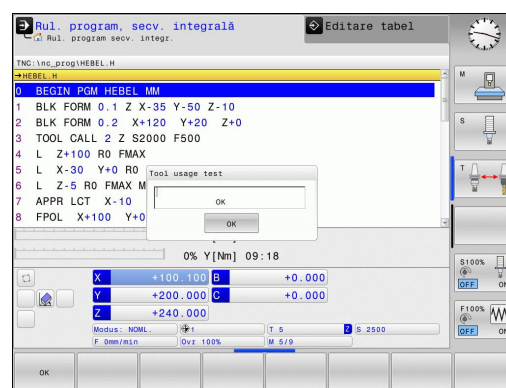 Rul. program, secv. integrală
Rul. program secv. integr.
Editare tabel
TNC:\nc_prog\HEBEL.H
→HEBEL.H
0 BEGIN PGM HEBEL MM
1 BLK FORM 0.1 Z X-35 Y-50 Z-10
2 BLK FORM 0.2 X+120 Y+20 Z+0
3 TOOL CALL 2 Z S2000 F500
4 L Z+100 R0 FMAX
5 L X-30 Y+0 R0
6 L Z-5 R0 FMAX M
7 APPR LCT X-10
8 FPOL X+100 Y+0
Tool usage test
OK
OK
0% Y[Nm] 09:18
X +100.100 B +0.000
Y +200.000 C +0.000
Z +240.000
Modus: NOML. 1 T 5 Z S 2500
F 0mm/min Ovr 100% M 5/9
OK
M
S
T
S100%
OFF ON
F100%
OFF ON